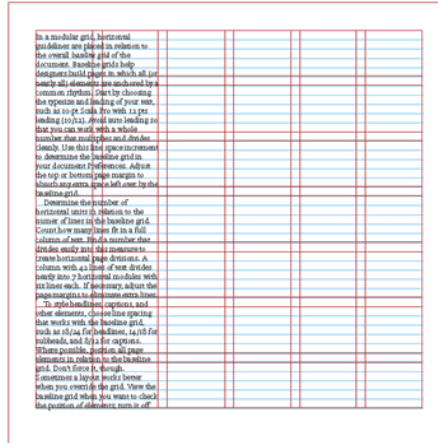 In a modular grid, horizontal
guidelines are placed in relation to
the overall baseline grid of the
document. Baseline grids help
designers build pages in which all (or
nearly all) elements are anchored by a
common rhythm. Start by choosing
the typesize and leading of your text,
such as 10-pt Scala Pro with 12 pts
leading (10/12). Avoid auto leading so
that you can work with a whole
number that multiplies and divides
cleanly. Use this line space increment
to determine the baseline grid in
your document Preferences. Adjust
the top or bottom page margin to
absorb any extra space left over by the
baseline grid.
Determine the number of
horizontal units in relation to the
numer of lines in the baseline grid.
Count how many lines fit in a full
column of text. Find a number that
divides easily into this measure to
create horizontal page divisions. A
column with 42 lines of text divides
neatly into 7 horizontal modules with
six lines each. If necessary, adjust the
page margins to eliminate extra lines.
To style headlines, captions, and
other elements, choose line spacing
that works with the baseline grid,
such as 18/24 for headlines, 14/18 for
subheads, and 8/12 for captions.
Where possible, position all page
elements in relation to the baseline
grid. Don't force it, though.
Sometimes a layout works better
when you override the grid. View the
baseline grid when you want to check
the position of elements; turn it off